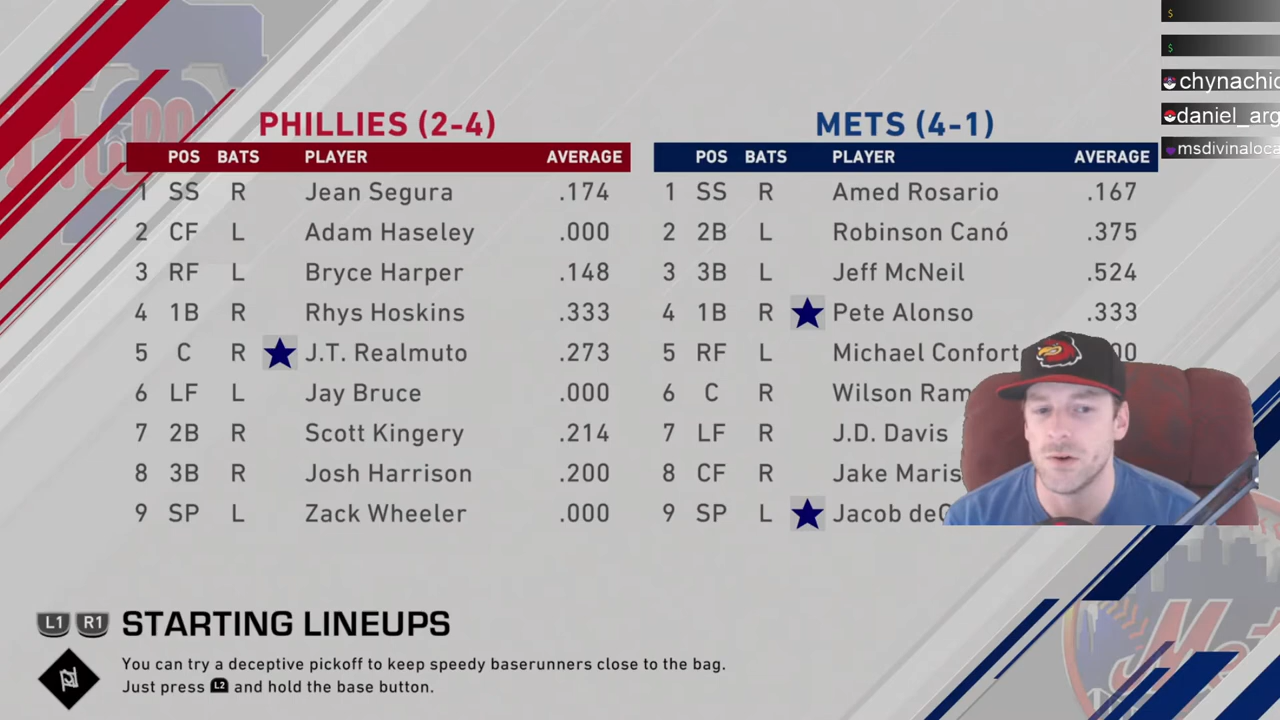 $
$
chynachic
daniel_arg
msdivinaloca
PHILLIES (2-4)
POS BATS PLAYER AVERAGE
1 SS R Jean Segura .174
2 CF L Adam Haseley .000
3 RF L Bryce Harper .148
4 1B R Rhys Hoskins .333
5 C R J.T. Realmuto .273
6 LF L Jay Bruce .000
7 2B R Scott Kingery .214
8 3B R Josh Harrison .200
9 SP L Zack Wheeler .000
METS (4-1)
POS BATS PLAYER AVERAGE
1 SS R Amed Rosario .167
2 2B L Robinson Canó .375
3 3B L Jeff McNeil .524
4 1B R Pete Alonso .333
5 RF L Michael Confort 00
6 C R Wilson Ram
7 LF R J.D. Davis
8 CF R Jake Maris
9 SP L Jacob deG
L1 R1 STARTING LINEUPS
You can try a deceptive pickoff to keep speedy baserunners close to the bag.
Just press L2 and hold the base button.
Mets